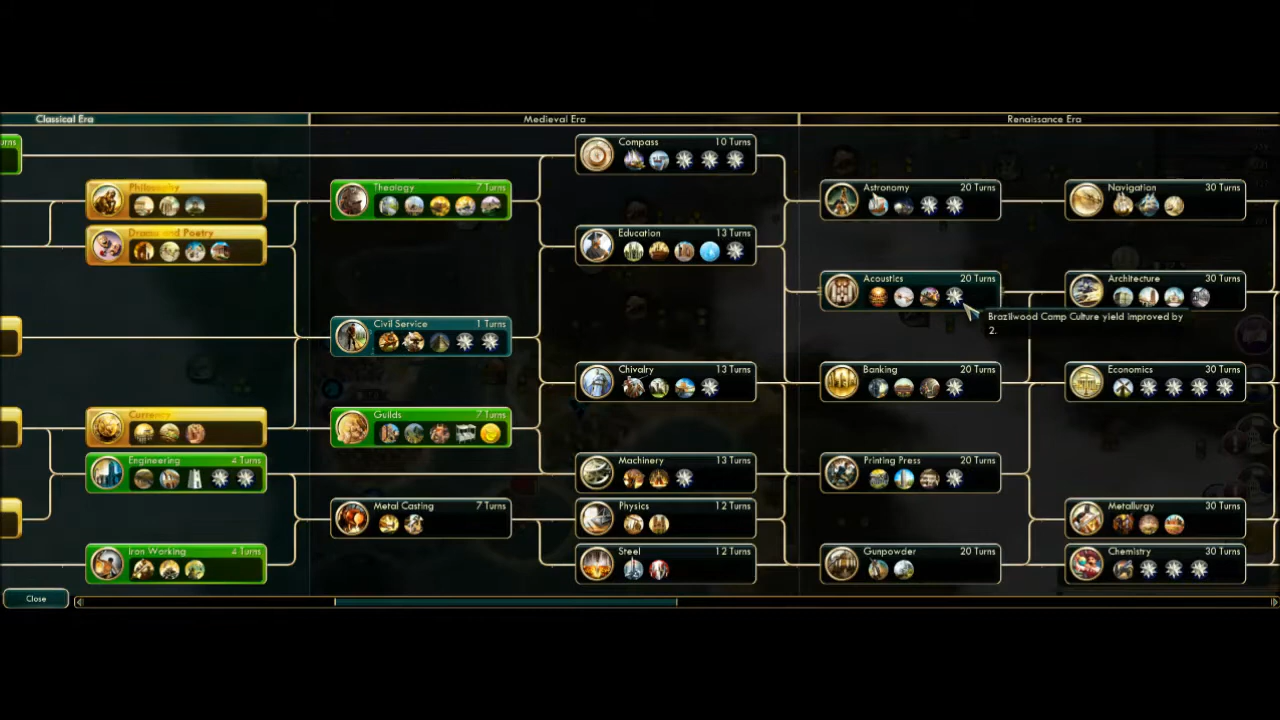 Classical Era
Medieval Era
Renaissance Era
urns
Compass 10 Turns
Philosophy
Theology 7 Turns
Astronomy 20 Turns
Navigation 30 Turns
Drama and Poetry
Education 13 Turns
Acoustics 20 Turns
Architecture 30 Turns
Brazilwood Camp Culture yield improved by
2.
Civil Service 1 Turns
Chivalry 13 Turns
Banking 20 Turns
Economics 30 Turns
Currency
Guilds 7 Turns
Engineering 4 Turns
Machinery 13 Turns
Printing Press 20 Turns
Metal Casting 7 Turns
Physics 12 Turns
Metallurgy 30 Turns
Iron Working 4 Turns
Steel 12 Turns
Gunpowder 20 Turns
Chemistry 30 Turns
Close